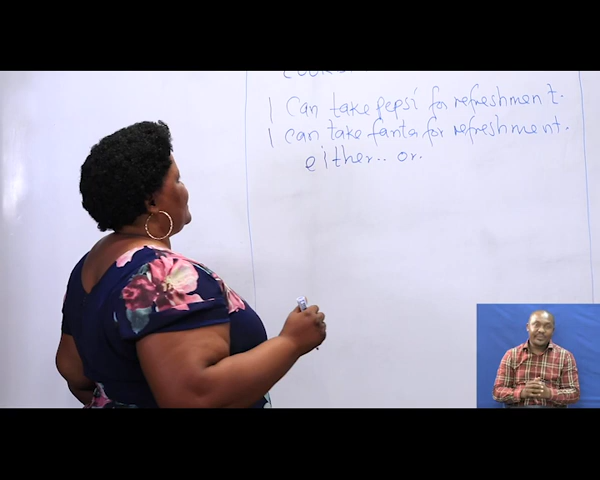 I can take pepsi for refreshment.
I can take fanta for refreshment.
either.. or.